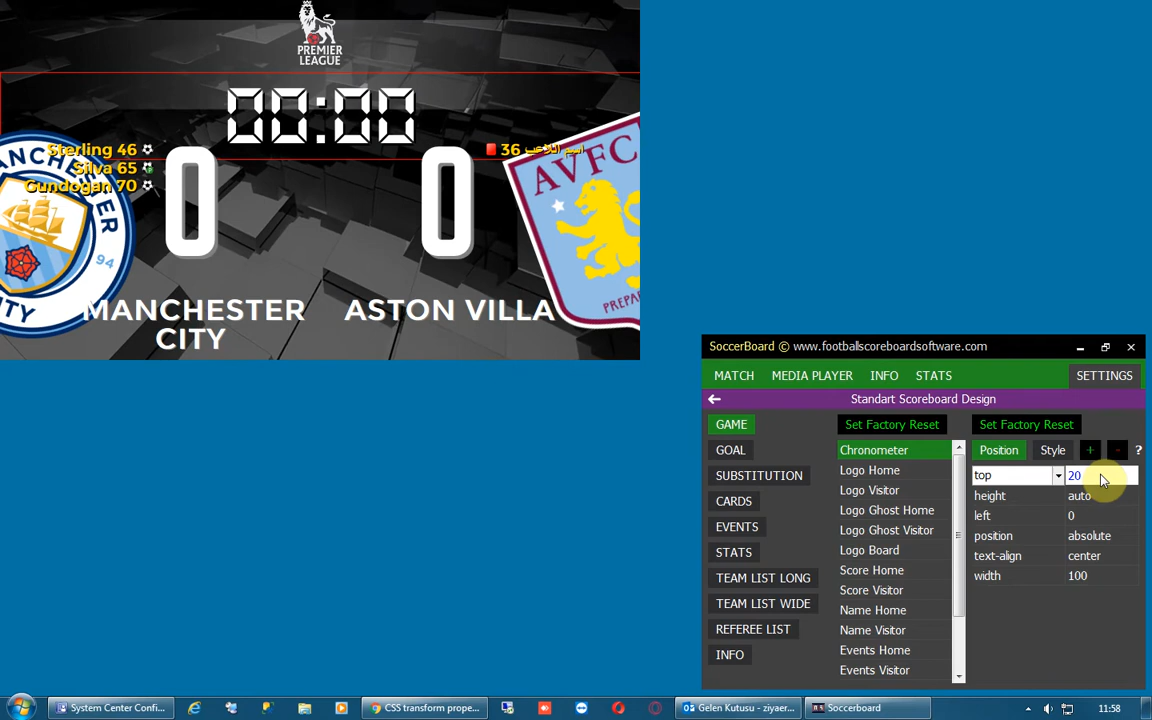 PREMIER
LEAGUE
00:00
Sterling 46
Silva 65
Gundogan 70
36 اسم اللاعب
0
0
MANCHESTER
CITY
94
AVFC
PREPA
MANCHESTER
CITY
ASTON VILLA
SoccerBoard © www.footballscoreboardsoftware.com
MATCH MEDIA PLAYER INFO STATS SETTINGS
Standart Scoreboard Design
GAME
GOAL
SUBSTITUTION
CARDS
EVENTS
STATS
TEAM LIST LONG
TEAM LIST WIDE
REFEREE LIST
INFO
Set Factory Reset
Chronometer
Logo Home
Logo Visitor
Logo Ghost Home
Logo Ghost Visitor
Logo Board
Score Home
Score Visitor
Name Home
Name Visitor
Events Home
Events Visitor
Set Factory Reset
Position Style + - ?
top 20
height auto
left 0
position absolute
text-align center
width 100
System Center Confi...
CSS transform prope...
Gelen Kutusu - ziyaer...
Soccerboard
11:58